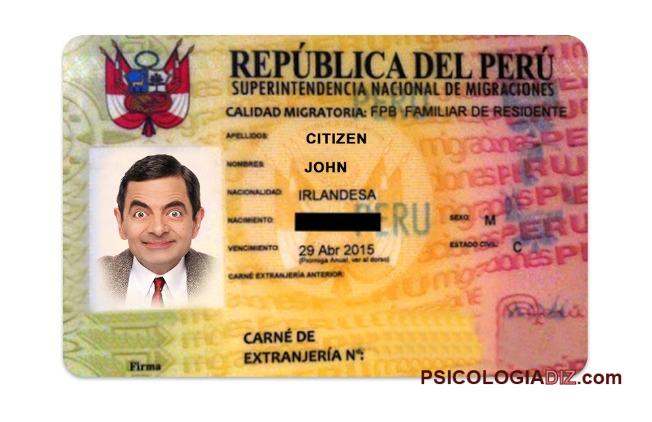 REPÚBLICA DEL PERÚ
SUPERINTENDENCIA NACIONAL DE MIGRACIONES
CALIDAD MIGRATORIA: FPB FAMILIAR DE RESIDENTE
APELLIDOS: CITIZEN
NOMBRES: JOHN
NACIONALIDAD: IRLANDESA
NACIMIENTO: PERU SEXO: M
VENCIMIENTO: 29 Abr 2015 ESTADO CIVIL: C
(Prorroga Anual, ver al dorso)
CARNÉ EXTRANJERÍA ANTERIOR:
CARNÉ DE
EXTRANJERÍA Nº:
Firma
PSICOLOGIADIZ.com